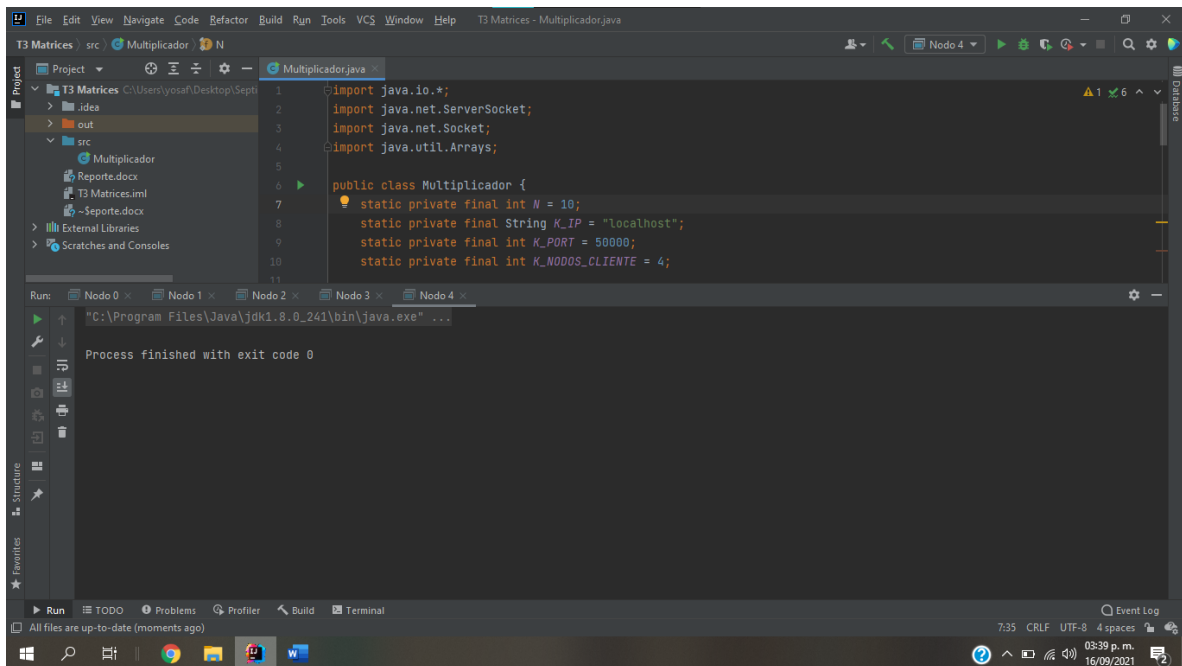 File Edit View Navigate Code Refactor Build Run Tools VCS Window Help T3 Matrices - Multiplicador.java
T3 Matrices src Multiplicador N Nodo 4
Project Multiplicador.java
T3 Matrices C:\Users\yosaf\Desktop\Septi
.idea
out
src
Multiplicador
Reporte.docx
T3 Matrices.iml
~$eporte.docx
External Libraries
Scratches and Consoles
1 import java.io.*;
2 import java.net.ServerSocket;
3 import java.net.Socket;
4 import java.util.Arrays;
5
6 public class Multiplicador {
7 static private final int N = 10;
8 static private final String K_IP = "localhost";
9 static private final int K_PORT = 50000;
10 static private final int K_NODOS_CLIENTE = 4;
11
1 6
Project
Database
Run: Nodo 0 Nodo 1 Nodo 2 Nodo 3 Nodo 4
"C:\Program Files\Java\jdk1.8.0_241\bin\java.exe" ...
Process finished with exit code 0
Structure
Favorites
Run TODO Problems Profiler Build Terminal Event Log
All files are up-to-date (moments ago) 7:35 CRLF UTF-8 4 spaces
03:39 p. m.
16/09/2021
2